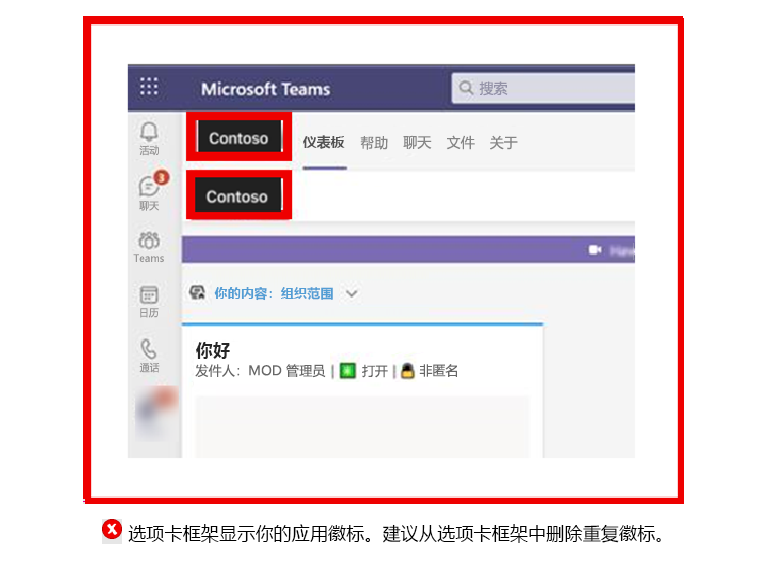 Microsoft Teams
搜索
活动
Contoso
仪表板 帮助 聊天 文件 关于
3
聊天
Contoso
Teams
你的内容：组织范围
日历
你好
通话
发件人：MOD 管理员 | 打开 | 非匿名
选项卡框架显示你的应用徽标。建议从选项卡框架中删除重复徽标。